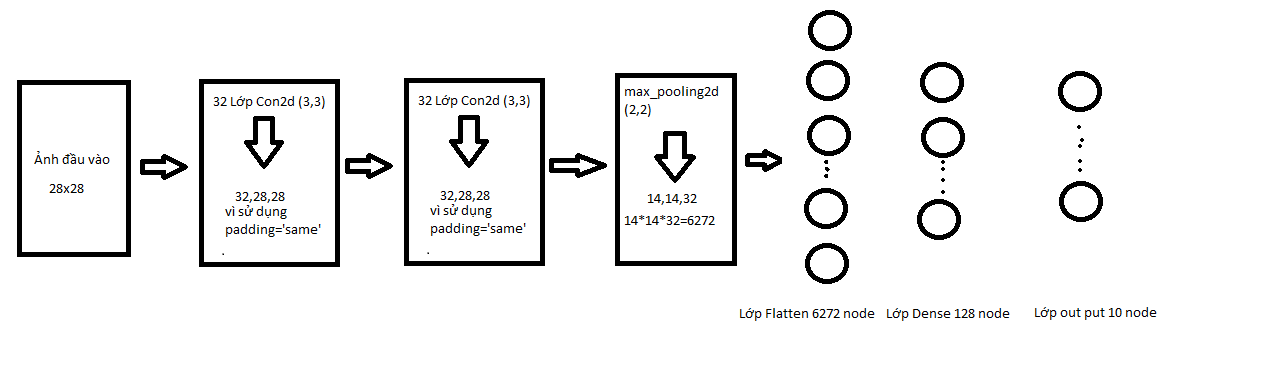 Ảnh đầu vào
28x28
32 Lớp Con2d (3,3)
32,28,28
vì sử dụng
padding='same'
.
32 Lớp Con2d (3,3)
32,28,28
vì sử dụng
padding='same'
.
max_pooling2d
(2,2)
14,14,32
14*14*32=6272
Lớp Flatten 6272 node
Lớp Dense 128 node
Lớp out put 10 node